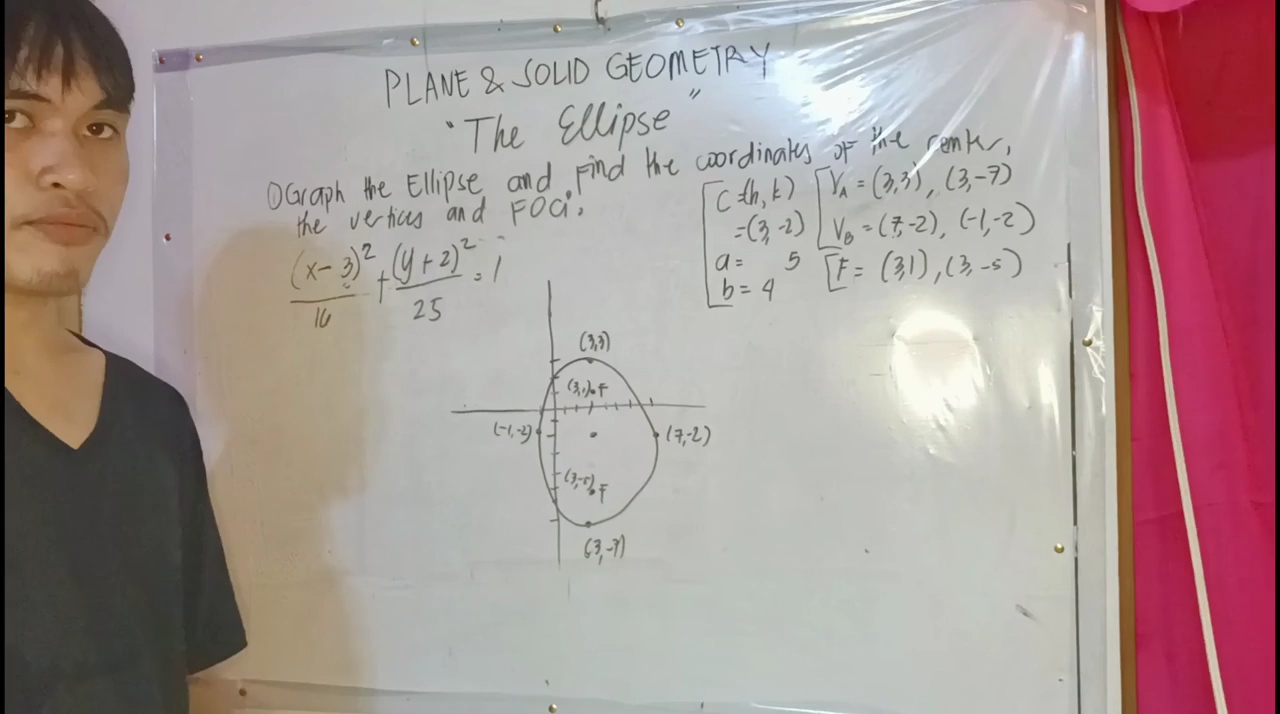 PLANE & SOLID GEOMETRY
"The Ellipse"
① Graph the Ellipse and Find the coordinates of the center,
the vertices and FOCi.
(x-3)²/16 + (y+2)²/25 = 1
C = (h, k)
= (3, -2)
a = 5
b = 4
V_A = (3,3), (3,-7)
V_B = (7,-2), (-1,-2)
F = (3,1), (3,-5)
(3,3)
(3,1) F
(-1,-2)
(7,-2)
(3,-5) F
(3,-7)